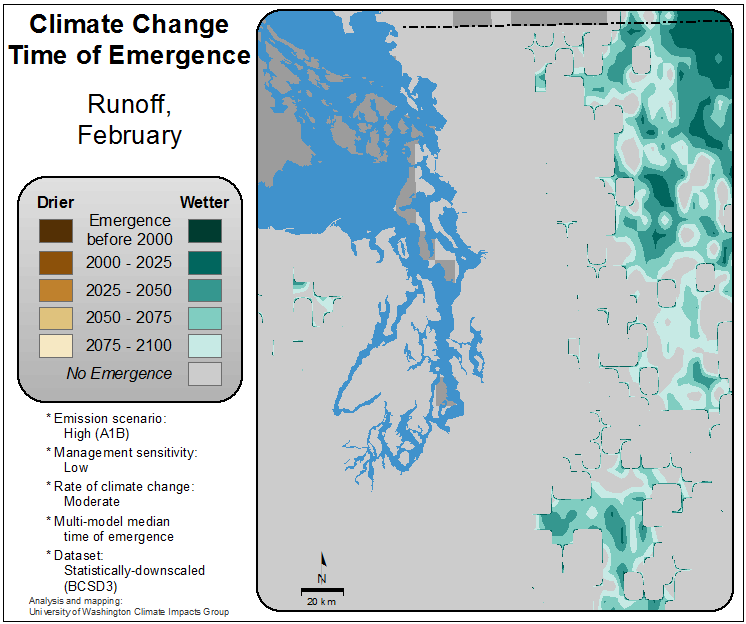 Climate Change
Time of Emergence
Runoff,
February
Drier Wetter
Emergence
before 2000
2000 - 2025
2025 - 2050
2050 - 2075
2075 - 2100
No Emergence
* Emission scenario:
High (A1B)
* Management sensitivity:
Low
* Rate of climate change:
Moderate
* Multi-model median
time of emergence
* Dataset:
Statistically-downscaled
(BCSD3)
Analysis and mapping:
University of Washington Climate Impacts Group
N
20 km